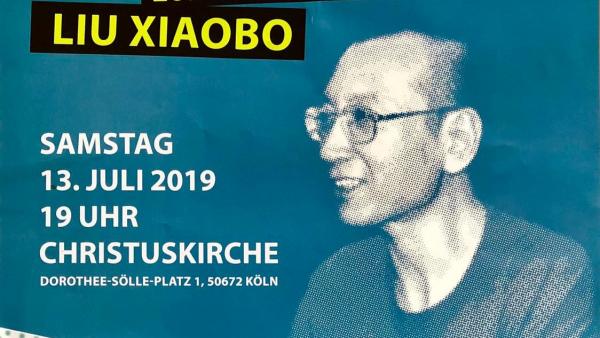 LIU XIAOBO
SAMSTAG
13. JULI 2019
19 UHR
CHRISTUSKIRCHE
DOROTHEE-SÖLLE-PLATZ 1, 50672 KÖLN